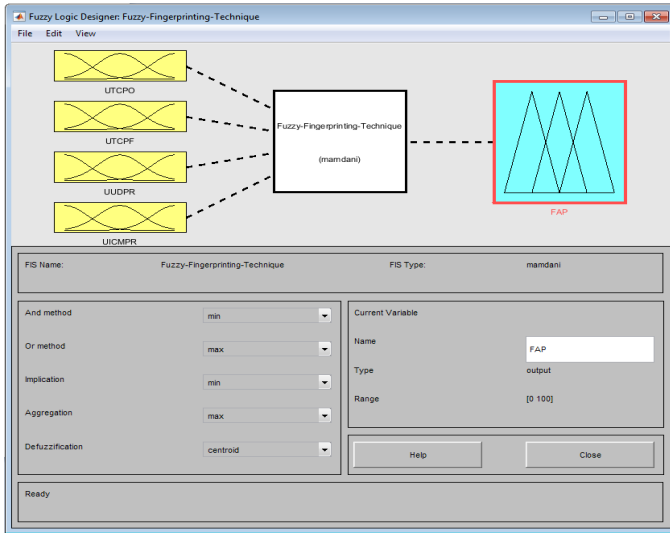 Fuzzy Logic Designer: Fuzzy-Fingerprinting-Technique
File Edit View
UTCPO
UTCPF
UUDPR
UICMPR
Fuzzy-Fingerprinting-Technique
(mamdani)
FAP
FIS Name: Fuzzy-Fingerprinting-Technique FIS Type: mamdani
And method min
Or method max
Implication min
Aggregation max
Defuzzification centroid
Current Variable
Name FAP
Type output
Range [0 100]
Help Close
Ready